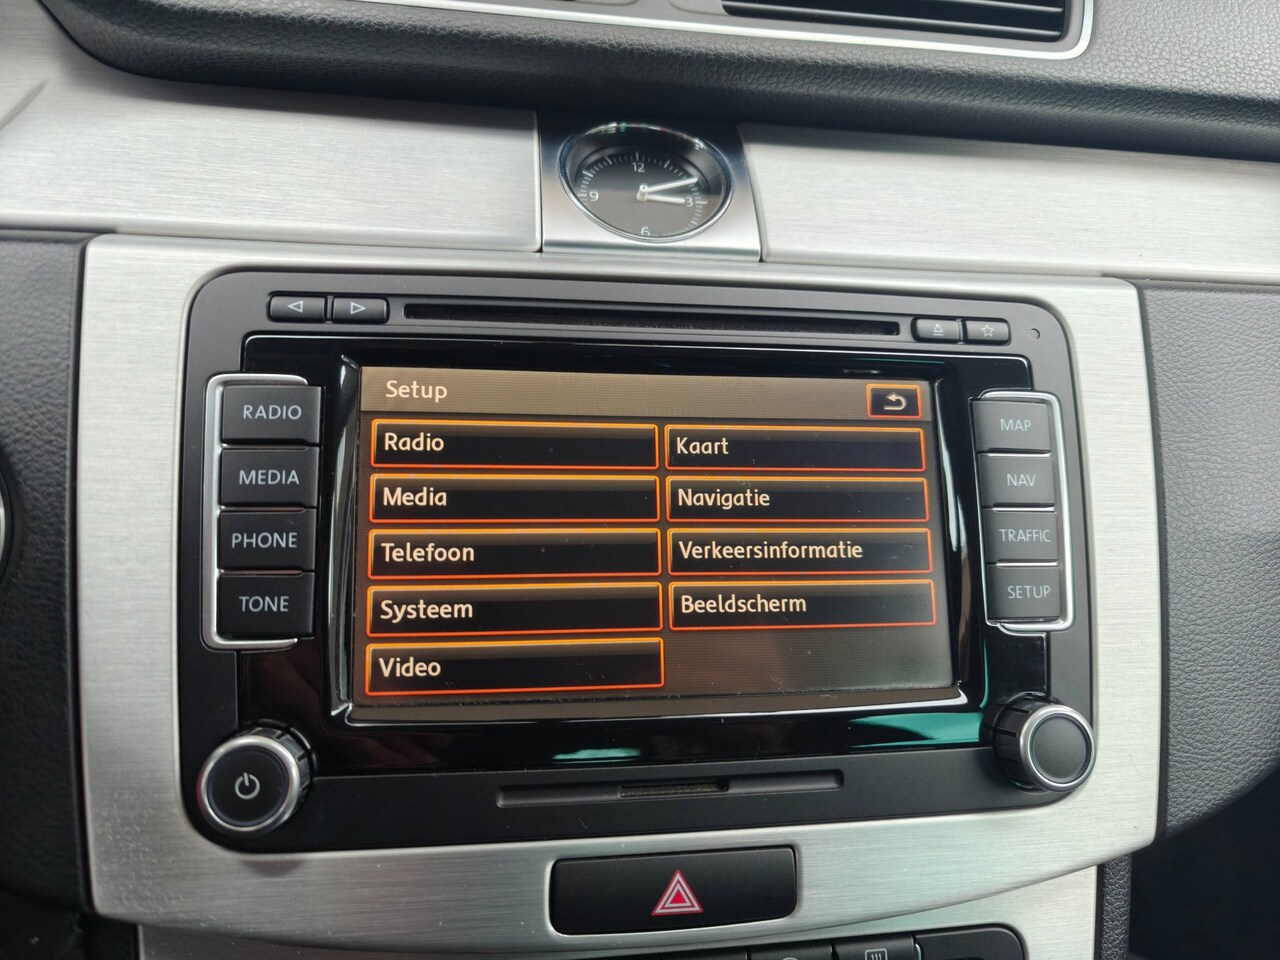 12
9
3
6
RADIO
MEDIA
PHONE
TONE
Setup
Radio
Kaart
Media
Navigatie
Telefoon
Verkeersinformatie
Systeem
Beeldscherm
Video
MAP
NAV
TRAFFIC
SETUP